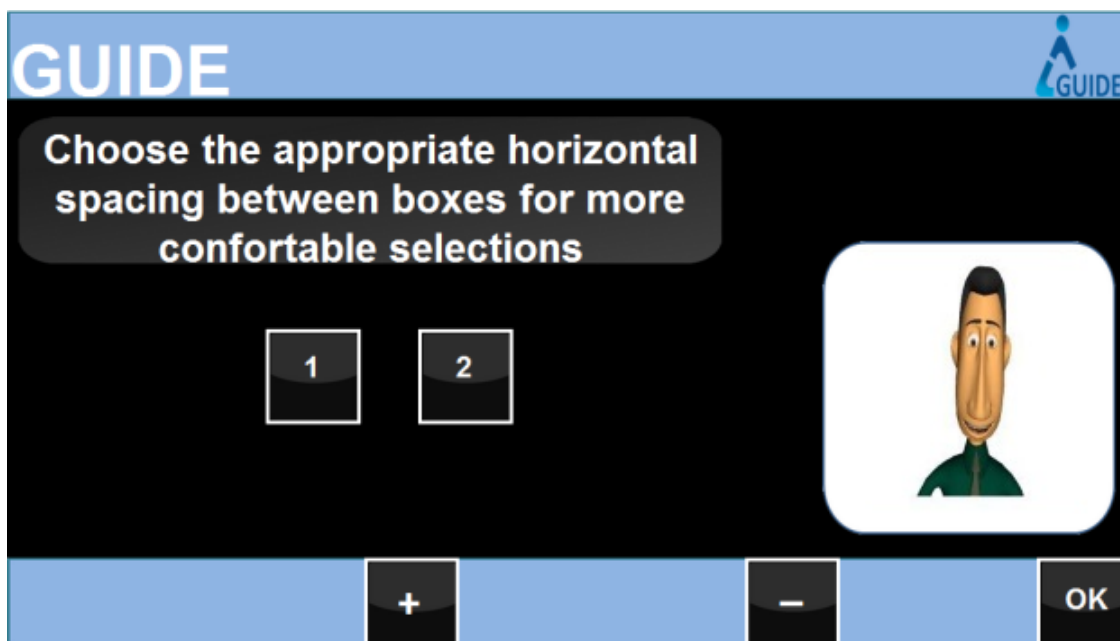 GUIDE
GUIDE
Choose the appropriate horizontal
spacing between boxes for more
confortable selections
1
2
+
–
OK